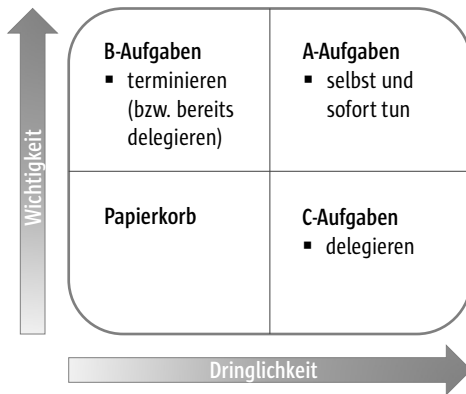 B-Aufgaben
▪ terminieren
(bzw. bereits
delegieren)
A-Aufgaben
▪ selbst und
sofort tun
Papierkorb
C-Aufgaben
▪ delegieren
Wichtigkeit
Dringlichkeit